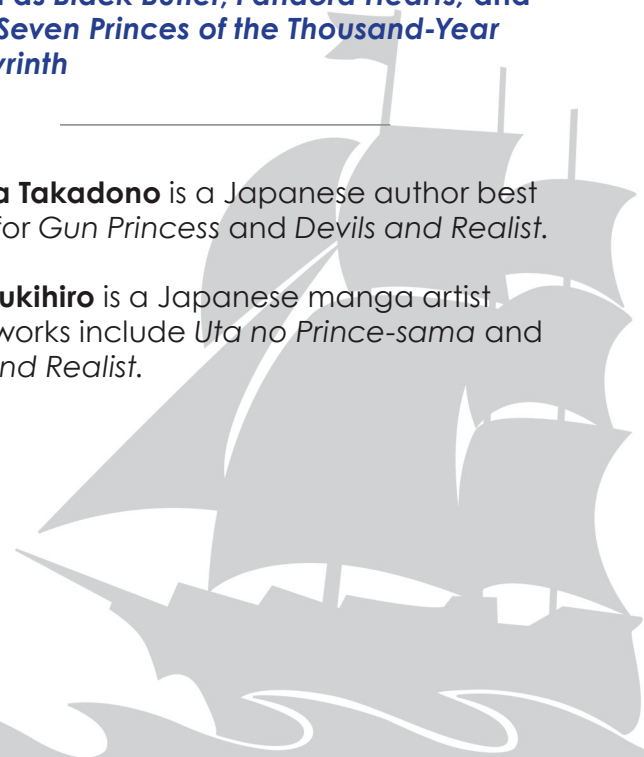 as Black Butler, Pandora Hearts, and
Seven Princes of the Thousand-Year
yrinth
a Takadono is a Japanese author best
for Gun Princess and Devils and Realist.
ukihiro is a Japanese manga artist
works include Uta no Prince-sama and
nd Realist.